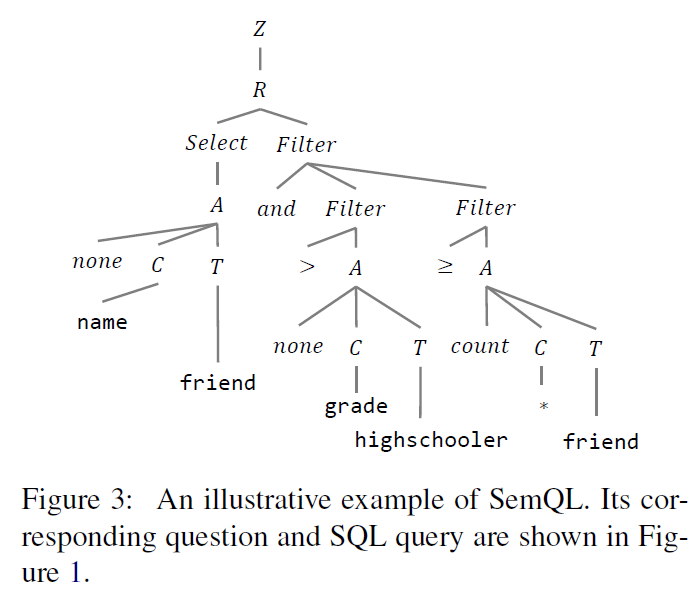 Z
R
Select Filter
A and Filter Filter
none C T > A ≥ A
name
none C T count C T
friend
grade *
highschooler friend
Figure 3: An illustrative example of SemQL. Its cor-
responding question and SQL query are shown in Fig-
ure 1.